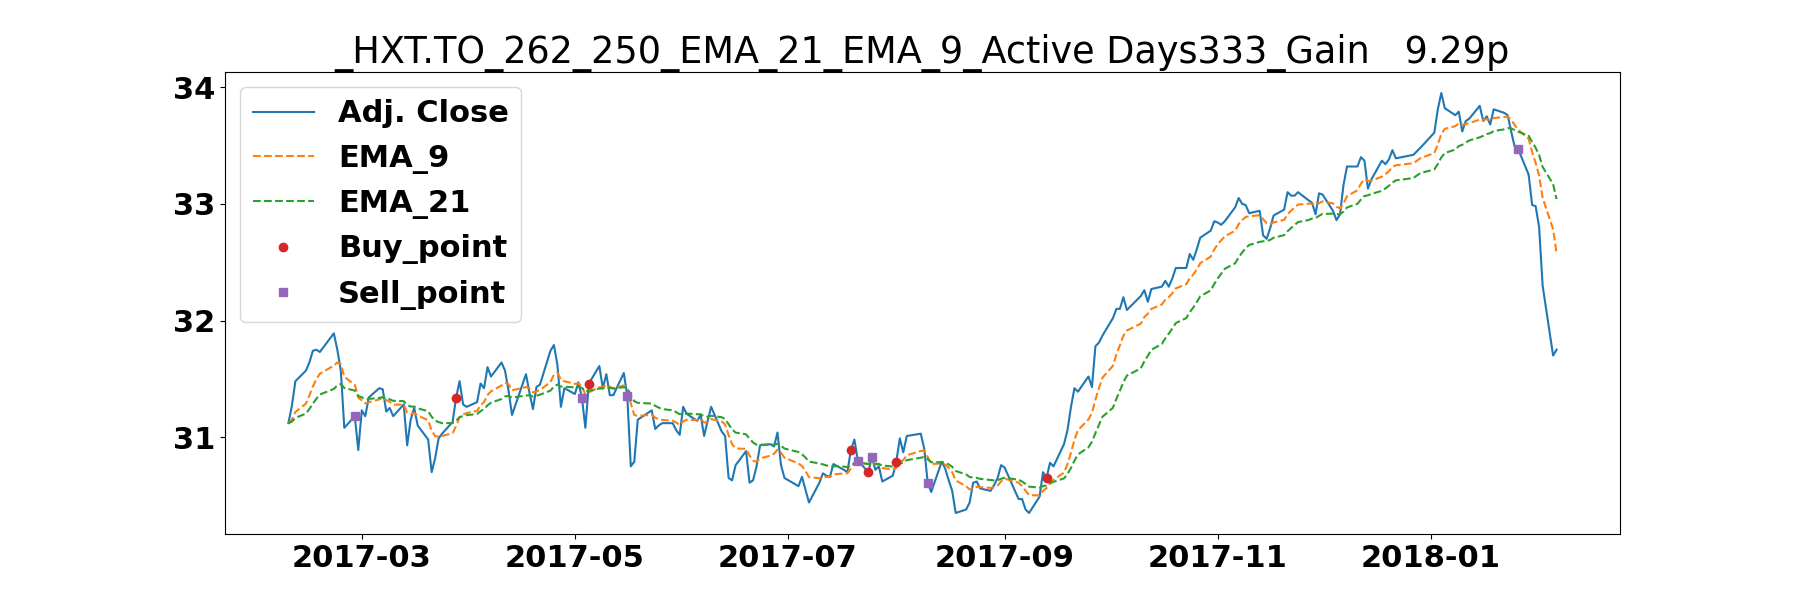 _HXT.TO_262_250_EMA_21_EMA_9_Active Days333_Gain   9.29p
34
33
32
31
Adj. Close
EMA_9
EMA_21
Buy_point
Sell_point
2017-03 2017-05 2017-07 2017-09 2017-11 2018-01